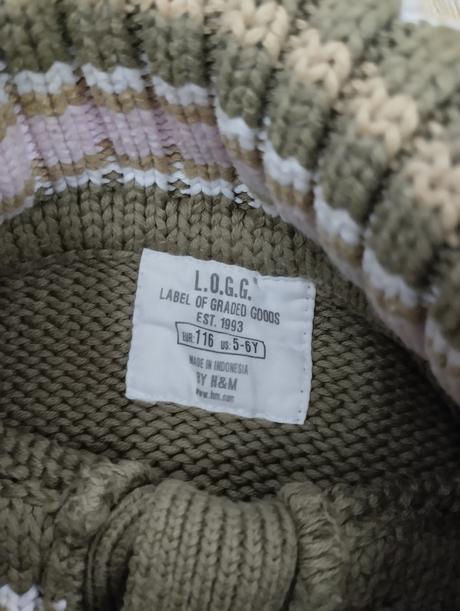 L.O.G.G.
LABEL OF GRADED GOODS
EST. 1993
EUR: 116 US: 5-6Y
MADE IN INDONESIA
BY H&M
www.hm.com